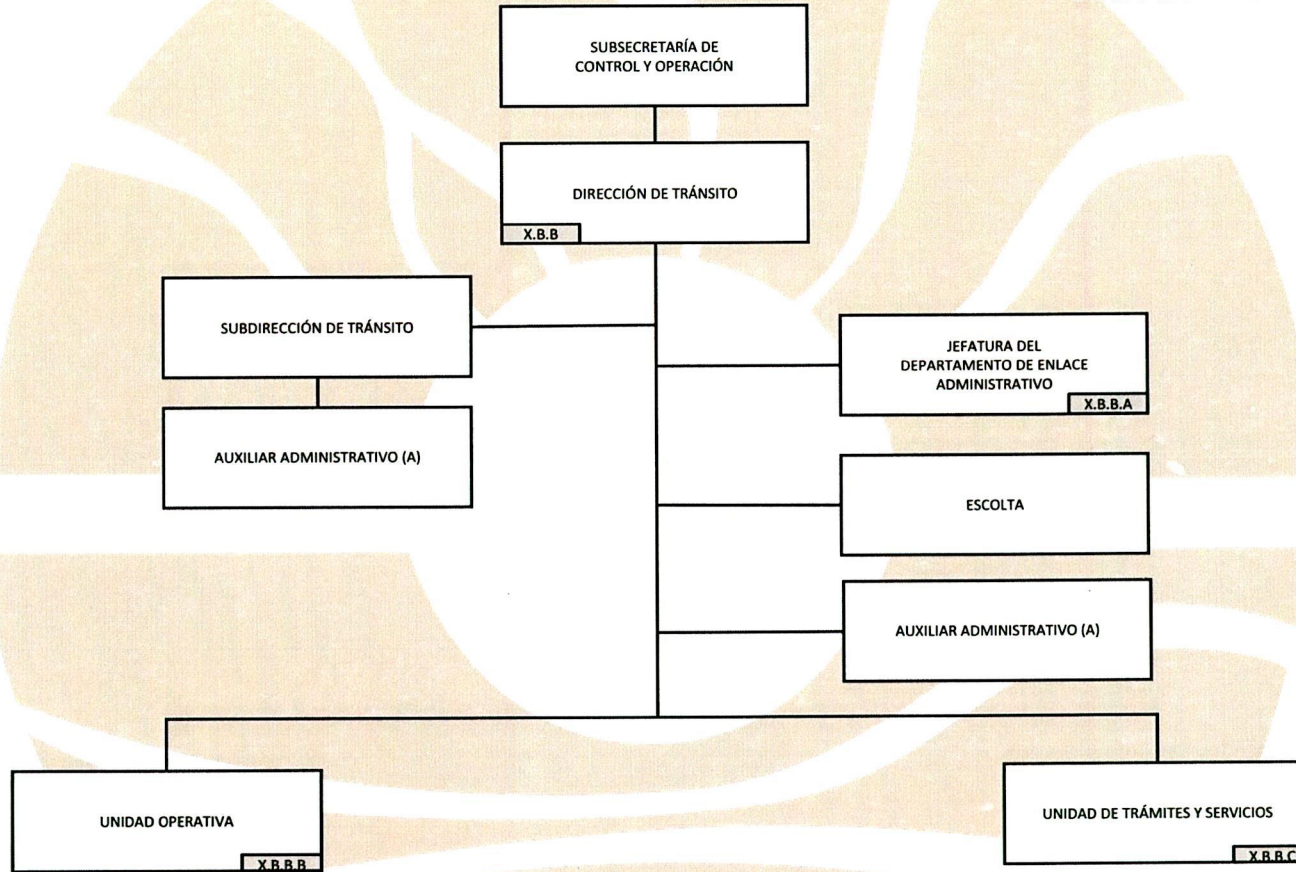 SUBSECRETARÍA DE
CONTROL Y OPERACIÓN
DIRECCIÓN DE TRÁNSITO
X.B.B
SUBDIRECCIÓN DE TRÁNSITO
JEFATURA DEL
DEPARTAMENTO DE ENLACE
ADMINISTRATIVO
X.B.B.A
AUXILIAR ADMINISTRATIVO (A)
ESCOLTA
AUXILIAR ADMINISTRATIVO (A)
UNIDAD OPERATIVA
X.B.B.B
UNIDAD DE TRÁMITES Y SERVICIOS
X.B.B.C